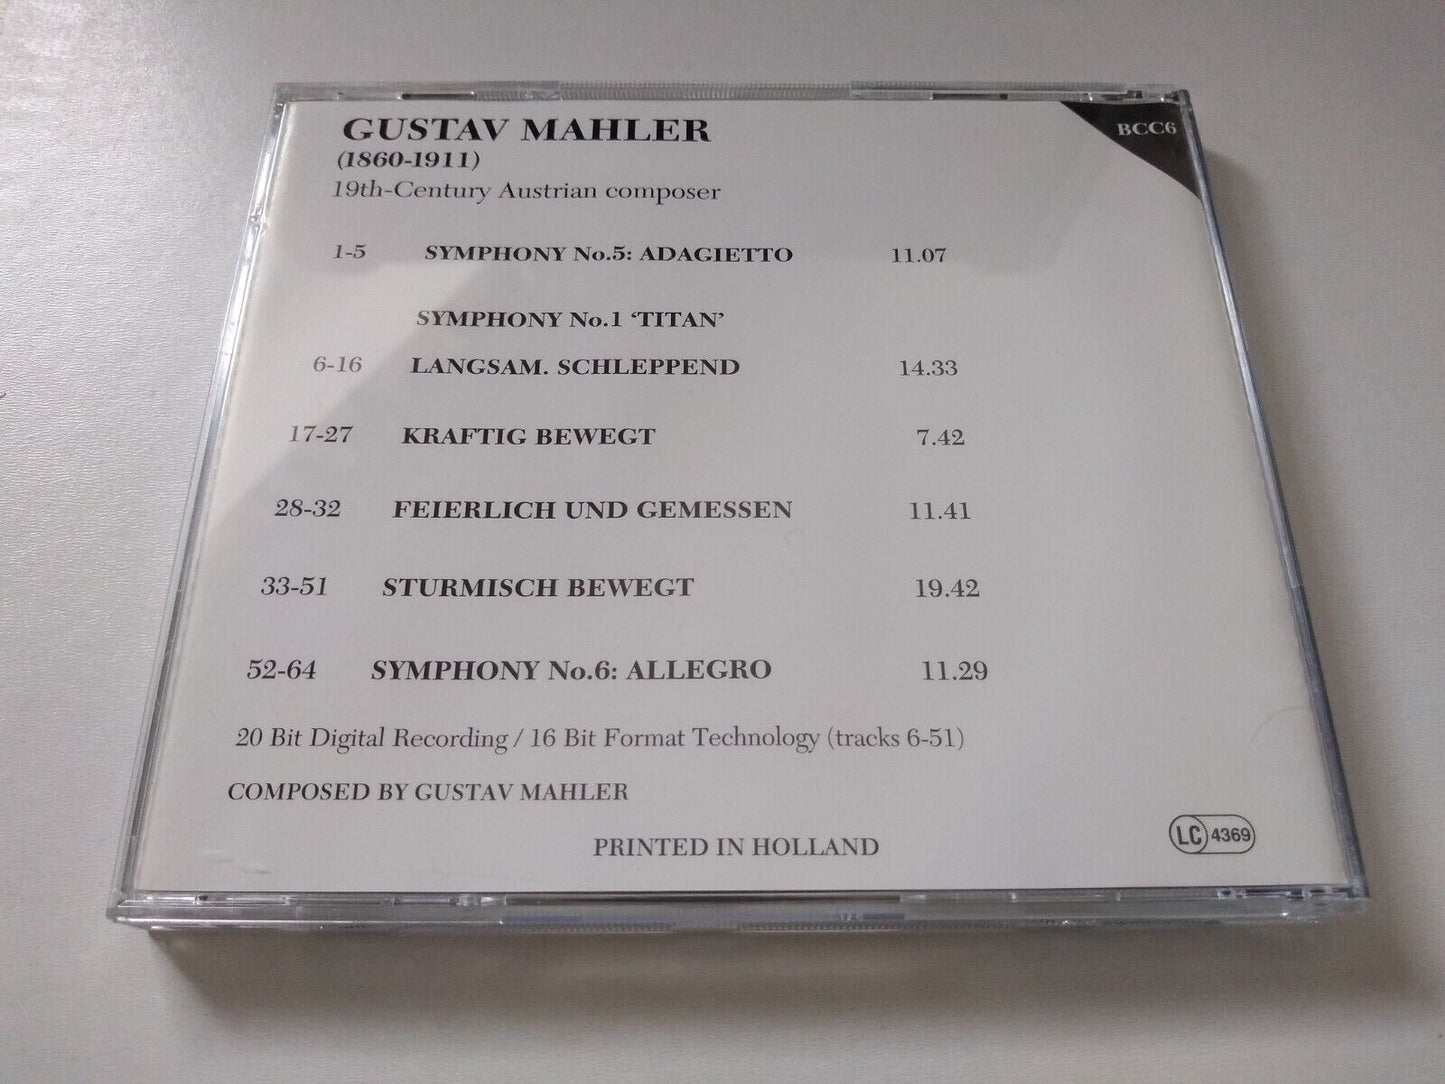 GUSTAV MAHLER
BCC6
(1860-1911)
19th-Century Austrian composer
1-5 SYMPHONY No.5: ADAGIETTO 11.07
SYMPHONY No.1 ‘TITAN’
6-16 LANGSAM. SCHLEPPEND 14.33
17-27 KRAFTIG BEWEGT 7.42
28-32 FEIERLICH UND GEMESSEN 11.41
33-51 STURMISCH BEWEGT 19.42
52-64 SYMPHONY No.6: ALLEGRO 11.29
20 Bit Digital Recording / 16 Bit Format Technology (tracks 6-51)
COMPOSED BY GUSTAV MAHLER
PRINTED IN HOLLAND
LC 4369